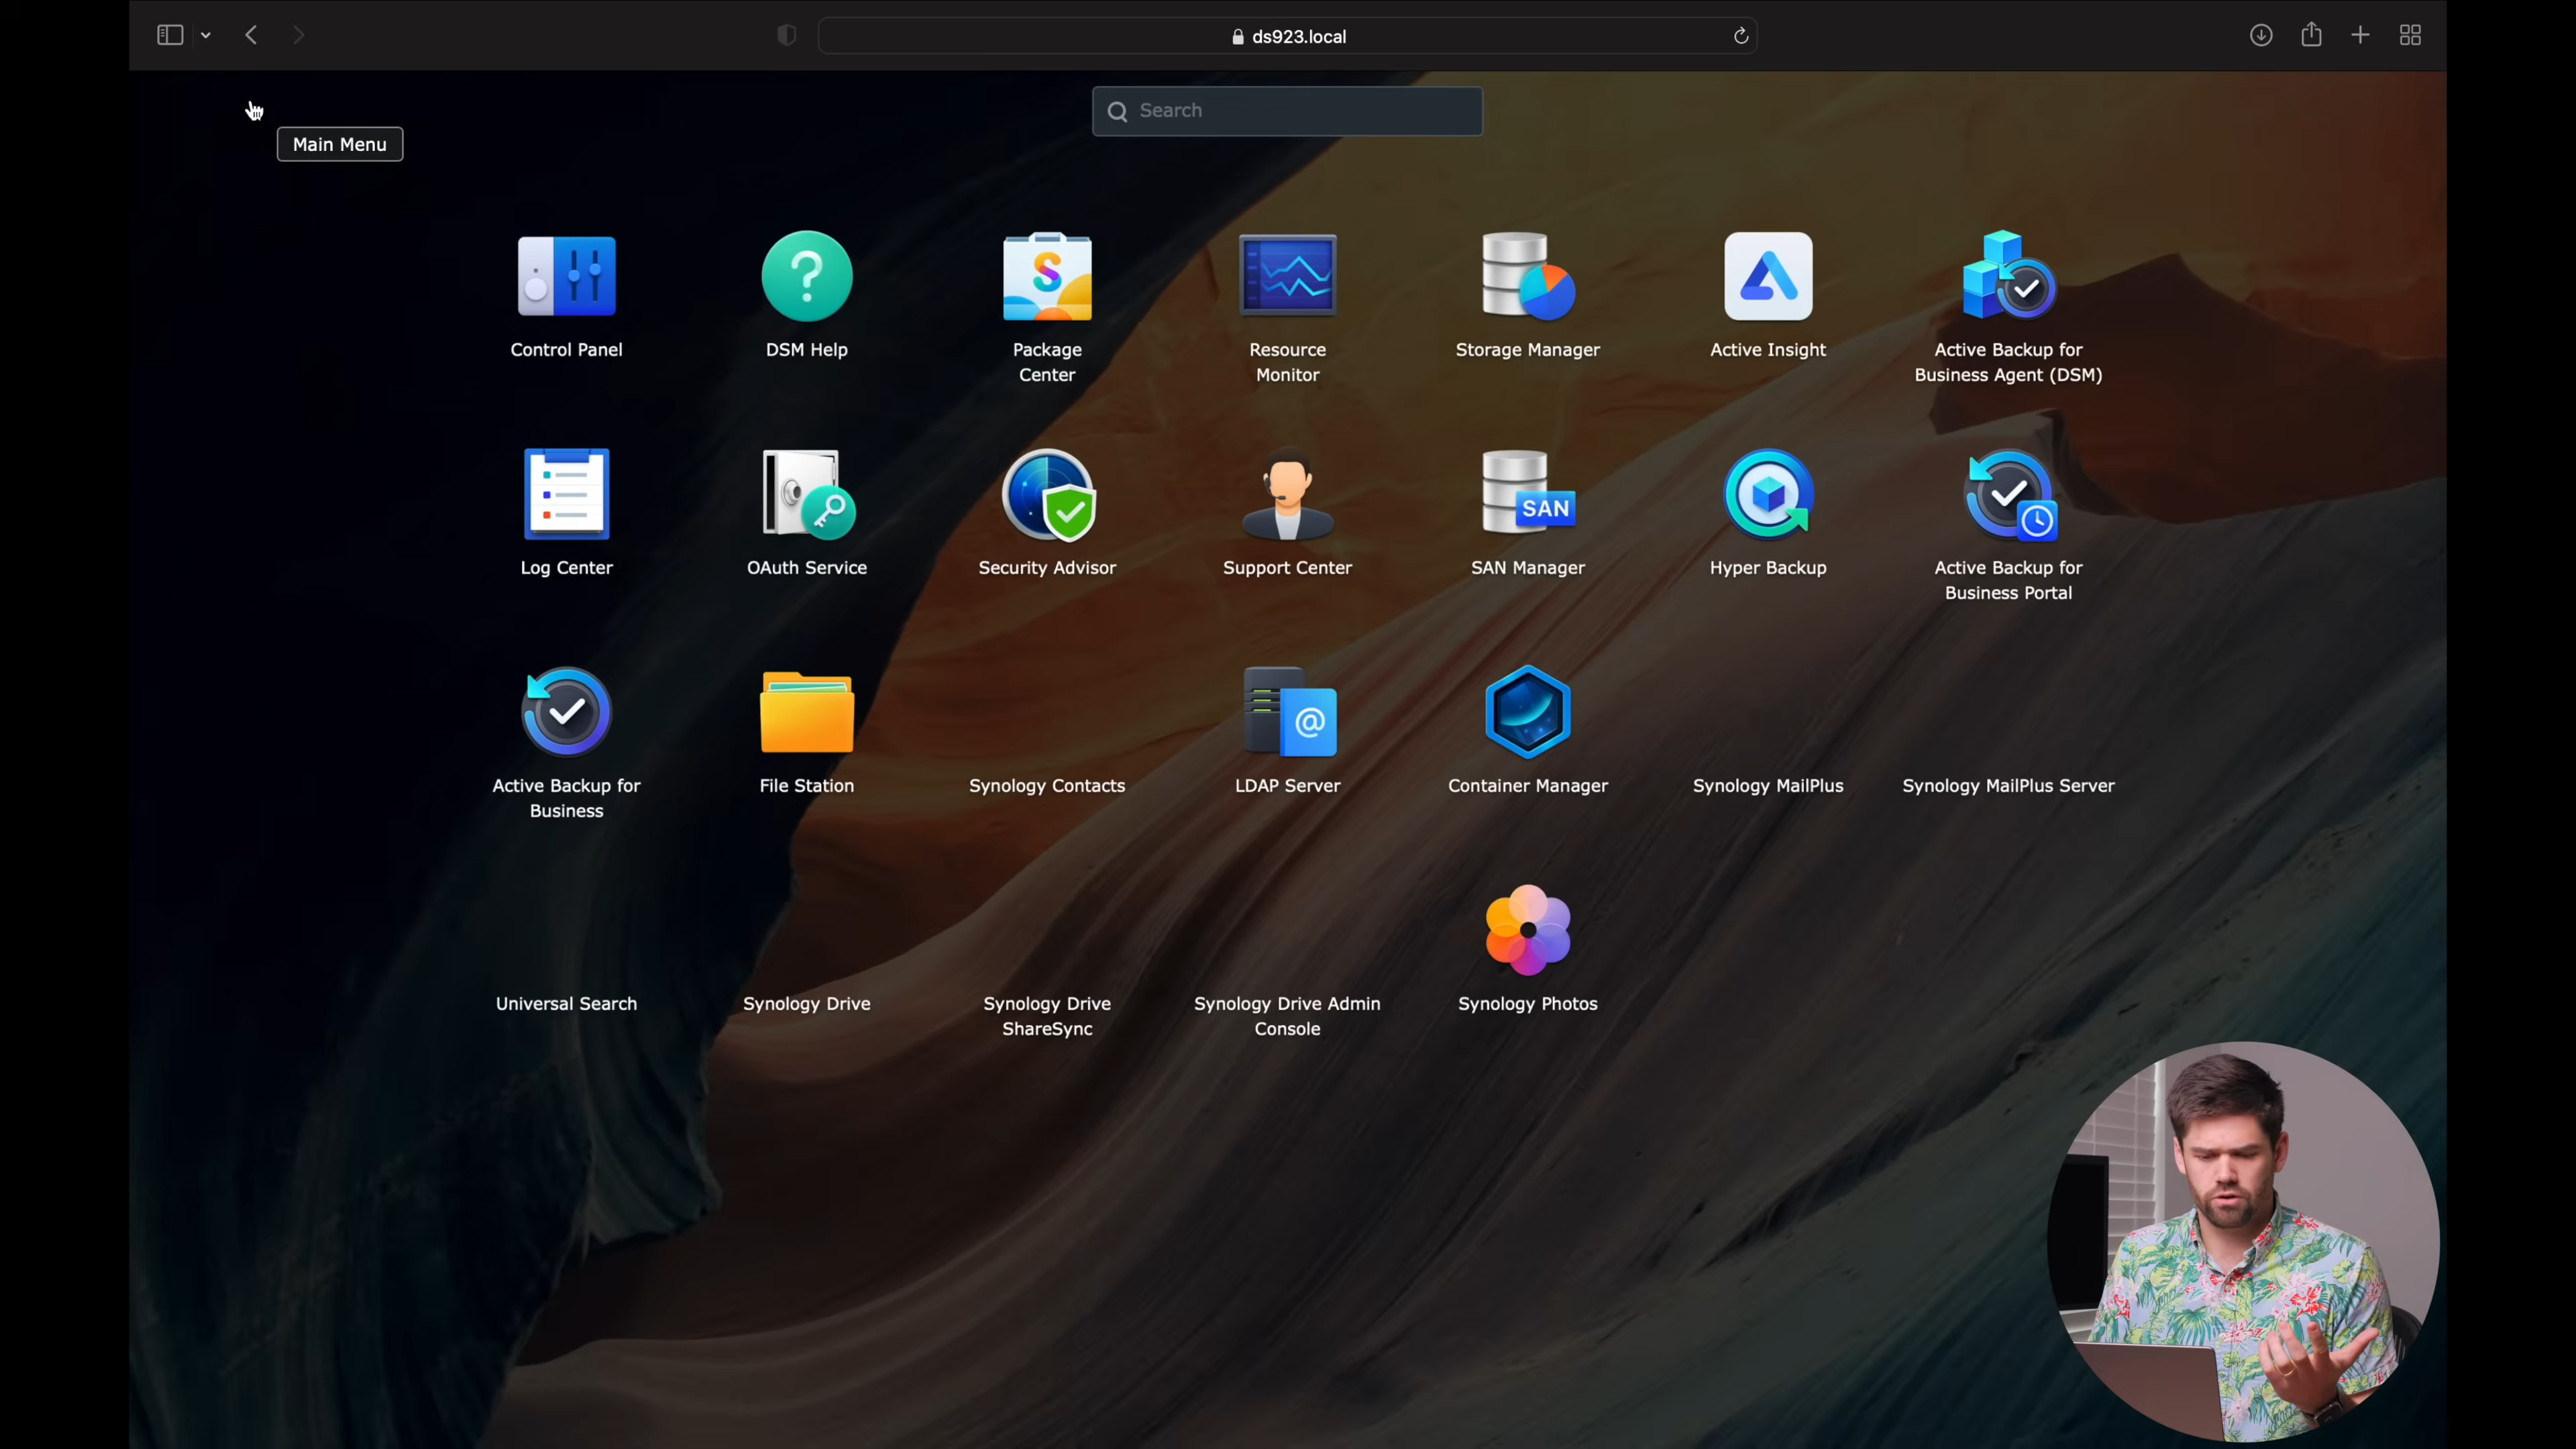 ds923.local
Search
Main Menu
Control Panel
DSM Help
Package
Center
Resource
Monitor
Storage Manager
Active Insight
Active Backup for
Business Agent (DSM)
Log Center
OAuth Service
Security Advisor
Support Center
SAN
SAN Manager
Hyper Backup
Active Backup for
Business Portal
Active Backup for
Business
File Station
Synology Contacts
@
LDAP Server
Container Manager
Synology MailPlus
Synology MailPlus Server
Universal Search
Synology Drive
Synology Drive
ShareSync
Synology Drive Admin
Console
Synology Photos